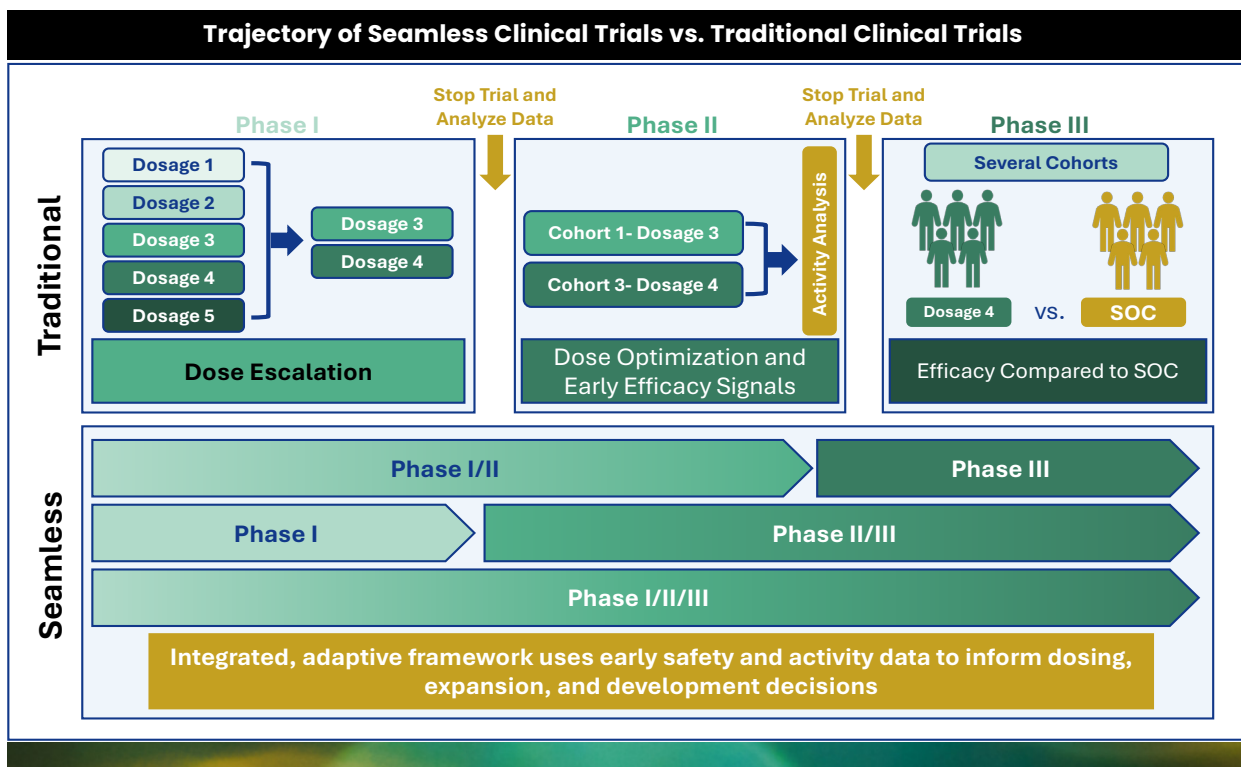 Trajectory of Seamless Clinical Trials vs. Traditional Clinical Trials
Traditional
Phase I
Dosage 1
Dosage 2
Dosage 3
Dosage 4
Dosage 5
Dosage 3
Dosage 4
Dose Escalation
Stop Trial and
Analyze Data
Phase II
Cohort 1- Dosage 3
Cohort 3- Dosage 4
Activity Analysis
Dose Optimization and
Early Efficacy Signals
Stop Trial and
Analyze Data
Phase III
Several Cohorts
Dosage 4
vs.
SOC
Efficacy Compared to SOC
Seamless
Phase I/II
Phase III
Phase I
Phase II/III
Phase I/II/III
Integrated, adaptive framework uses early safety and activity data to inform dosing,
expansion, and development decisions